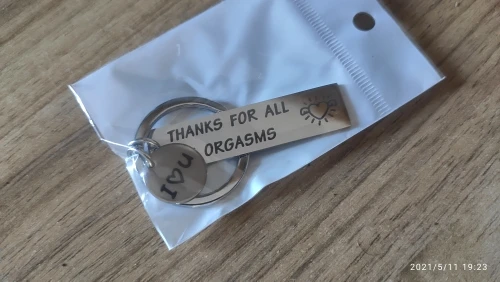 THANKS FOR ALL
ORGASMS
I♡U
2021/5/11 19:23